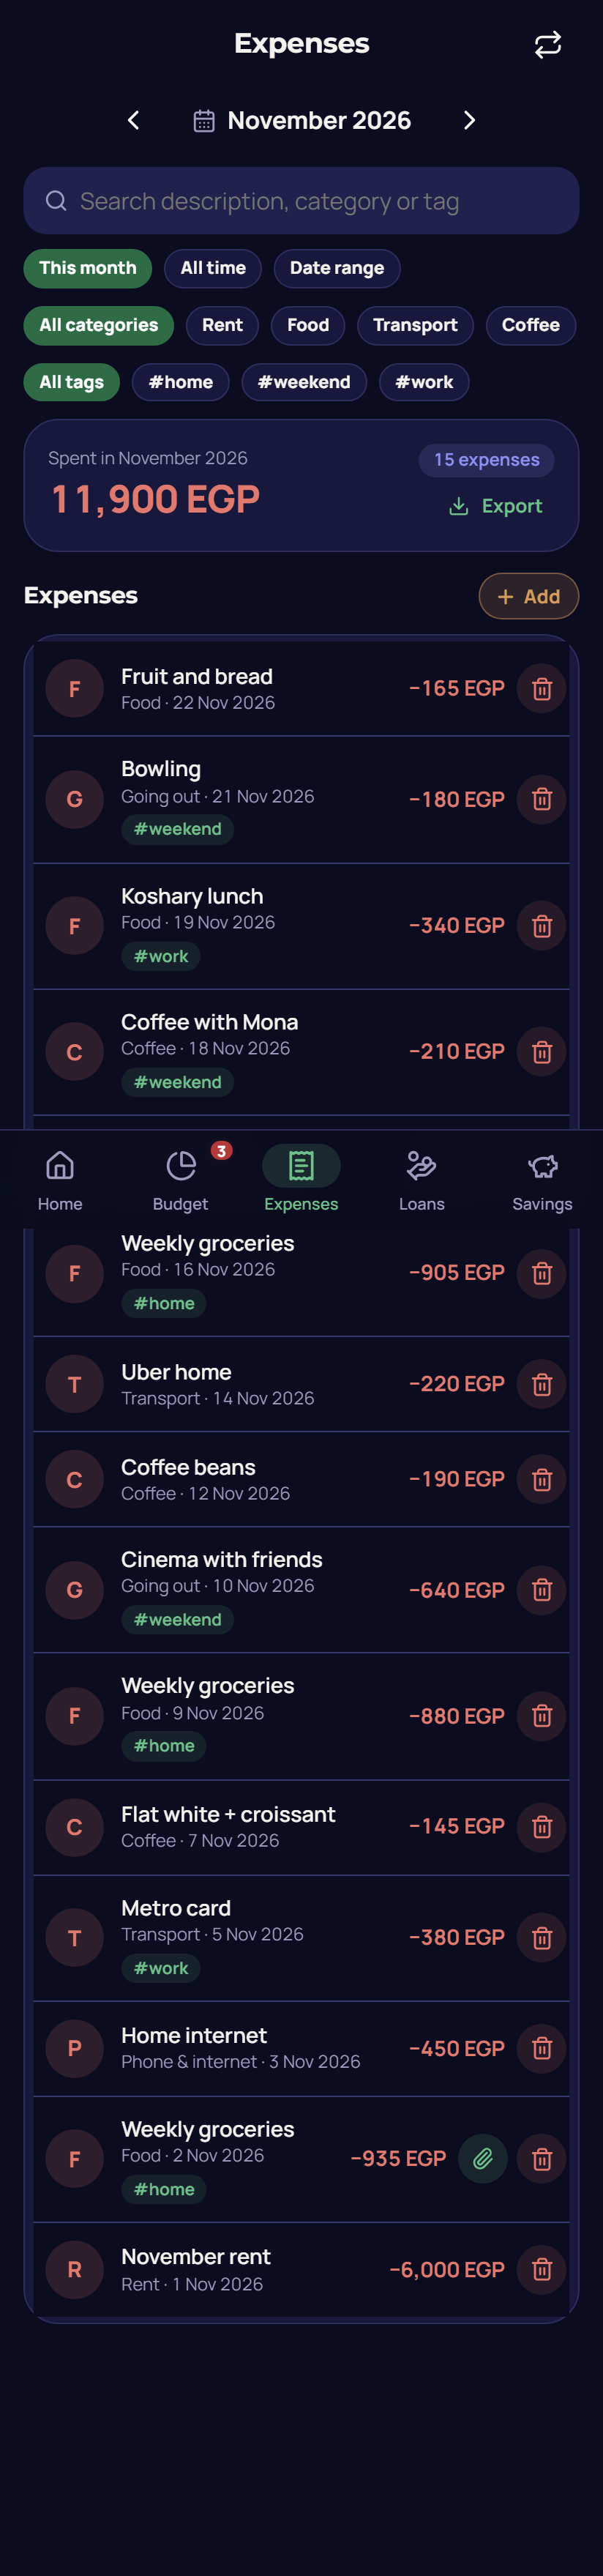 Expenses
November 2026
Search description, category or tag
This month
All time
Date range
All categories
Rent
Food
Transport
Coffee
All tags
#home
#weekend
#work
Spent in November 2026
15 expenses
11,900 EGP
Export
Expenses
+ Add
F
Fruit and bread
Food · 22 Nov 2026
−165 EGP
G
Bowling
Going out · 21 Nov 2026
#weekend
−180 EGP
F
Koshary lunch
Food · 19 Nov 2026
#work
−340 EGP
C
Coffee with Mona
Coffee · 18 Nov 2026
#weekend
−210 EGP
3
Home
Budget
Expenses
Loans
Savings
F
Weekly groceries
Food · 16 Nov 2026
#home
−905 EGP
T
Uber home
Transport · 14 Nov 2026
−220 EGP
C
Coffee beans
Coffee · 12 Nov 2026
−190 EGP
G
Cinema with friends
Going out · 10 Nov 2026
#weekend
−640 EGP
F
Weekly groceries
Food · 9 Nov 2026
#home
−880 EGP
C
Flat white + croissant
Coffee · 7 Nov 2026
−145 EGP
T
Metro card
Transport · 5 Nov 2026
#work
−380 EGP
P
Home internet
Phone & internet · 3 Nov 2026
−450 EGP
F
Weekly groceries
Food · 2 Nov 2026
#home
−935 EGP
R
November rent
Rent · 1 Nov 2026
−6,000 EGP